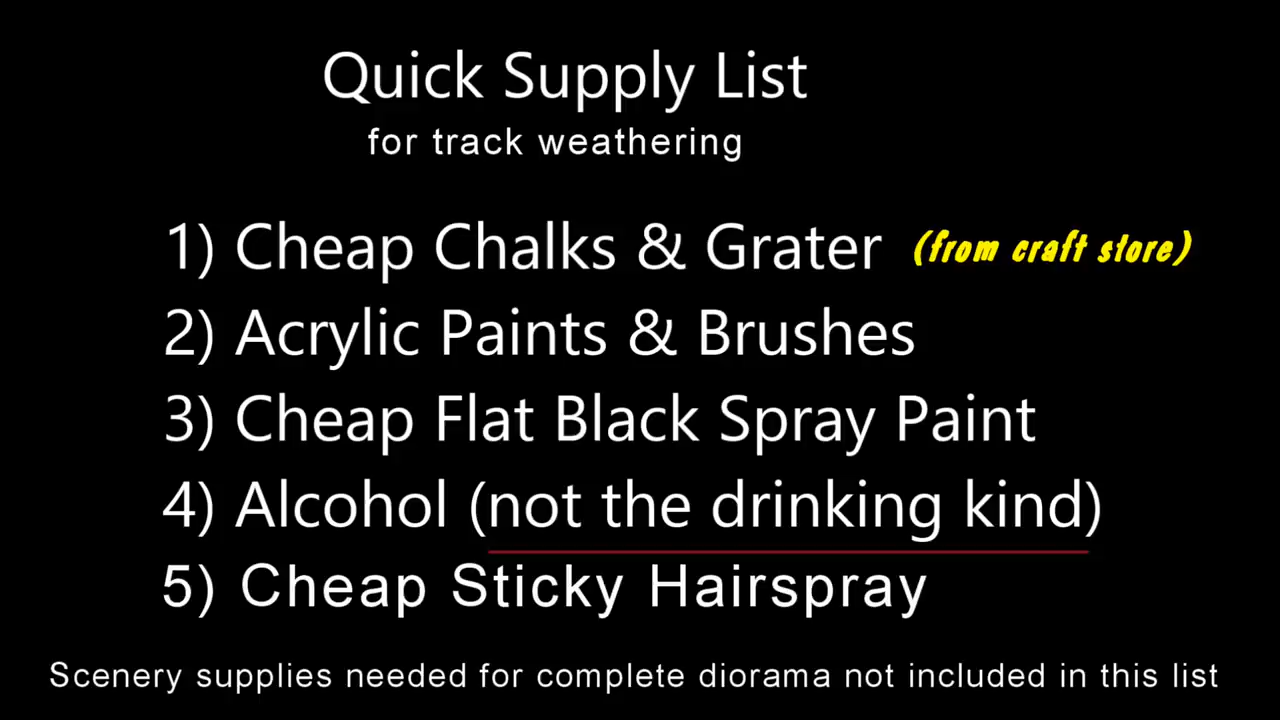 Quick Supply List
for track weathering
1) Cheap Chalks & Grater (from craft store)
2) Acrylic Paints & Brushes
3) Cheap Flat Black Spray Paint
4) Alcohol (not the drinking kind)
5) Cheap Sticky Hairspray
Scenery supplies needed for complete diorama not included in this list